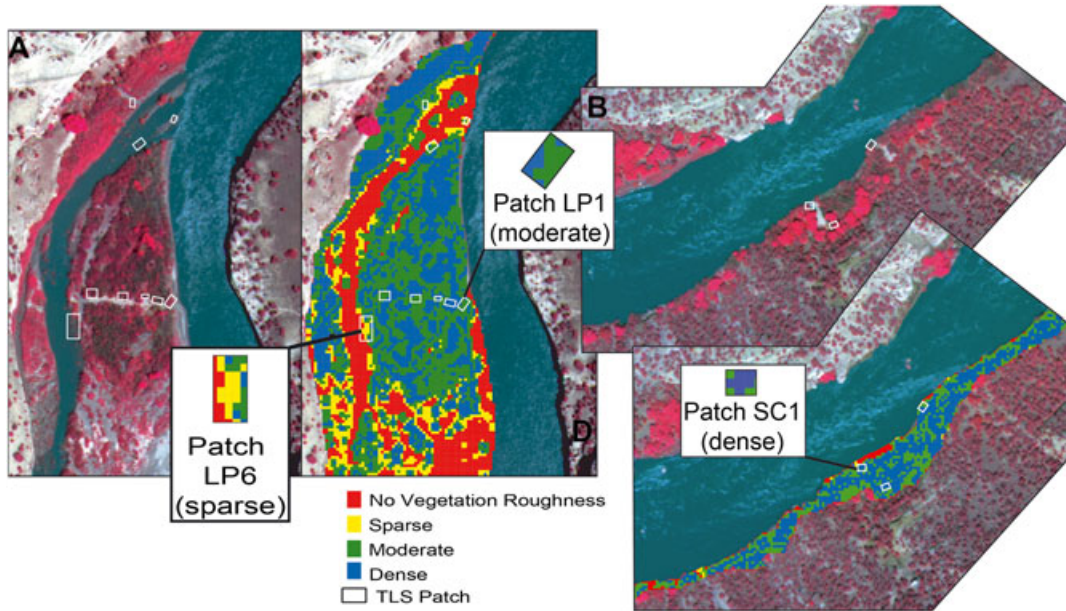 A
B
Patch LP1
(moderate)
Patch
LP6
(sparse)
D
Patch SC1
(dense)
No Vegetation Roughness
Sparse
Moderate
Dense
TLS Patch